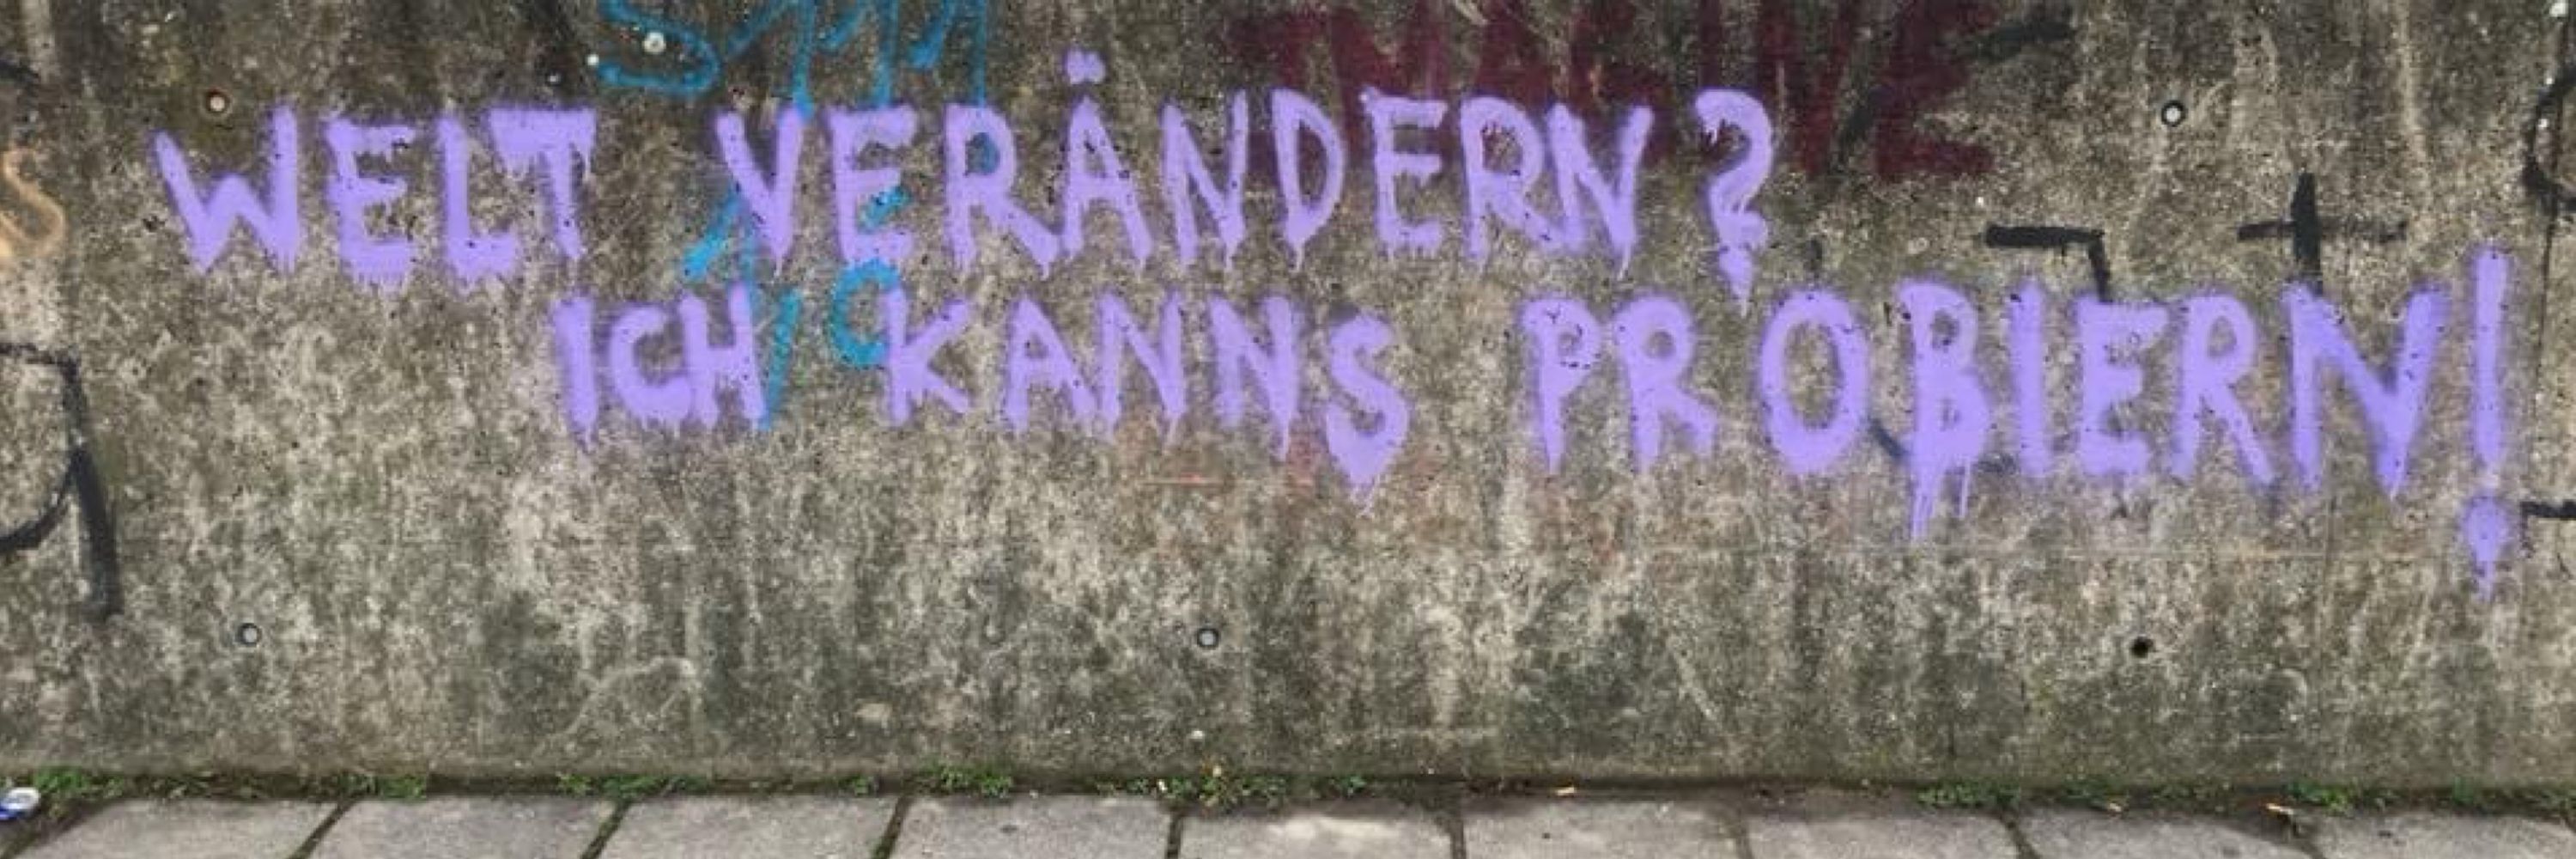 WELT VERÄNDERN?
ICH KANNS PROBIERN!